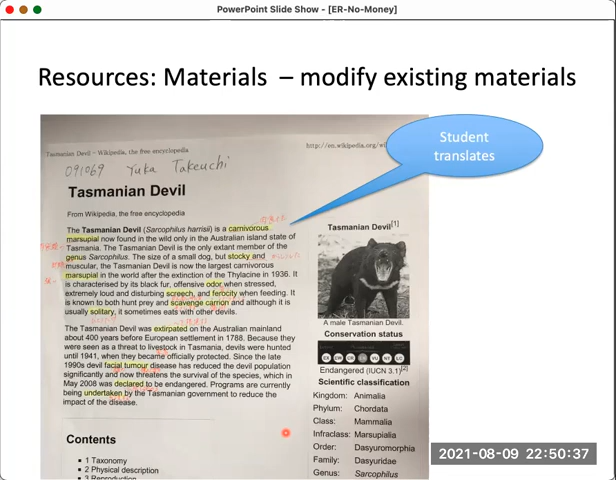 PowerPoint Slide Show - [ER-No-Money]
Resources: Materials – modify existing materials
Student
translates
Tasmanian Devil - Wikipedia, the free encyclopedia
http://en.wikipedia.org/wi
091069 Yuka Takeuchi
Tasmanian Devil
From Wikipedia, the free encyclopedia
The Tasmanian Devil (Sarcophilus harrisii) is a carnivorous
marsupial now found in the wild only in the Australian island state of
Tasmania. The Tasmanian Devil is the only extant member of the
genus Sarcophilus. The size of a small dog, but stocky and
muscular, the Tasmanian Devil is now the largest carnivorous
marsupial in the world after the extinction of the Thylacine in 1936. It
is characterised by its black fur, offensive odor when stressed,
extremely loud and disturbing screech, and ferocity when feeding. It
is known to both hunt prey and scavenge carrion and although it is
usually solitary, it sometimes eats with other devils.
The Tasmanian Devil was extirpated on the Australian mainland
about 400 years before European settlement in 1788. Because they
were seen as a threat to livestock in Tasmania, devils were hunted
until 1941, when they became officially protected. Since the late
1990s devil facial tumour disease has reduced the devil population
significantly and now threatens the survival of the species, which in
May 2008 was declared to be endangered. Programs are currently
being undertaken by the Tasmanian government to reduce the
impact of the disease.
Contents
1 Taxonomy
2 Physical description
3 Reproduction
Tasmanian Devil[1]
A male Tasmanian Devil.
Conservation status
EX EW CR EN VU NT LC
Endangered (IUCN 3.1)[2]
Scientific classification
Kingdom: Animalia
Phylum: Chordata
Class: Mammalia
Infraclass: Marsupialia
Order: Dasyuromorphia
Family: Dasyuridae
Genus: Sarcophilus
2021-08-09 22:50:37